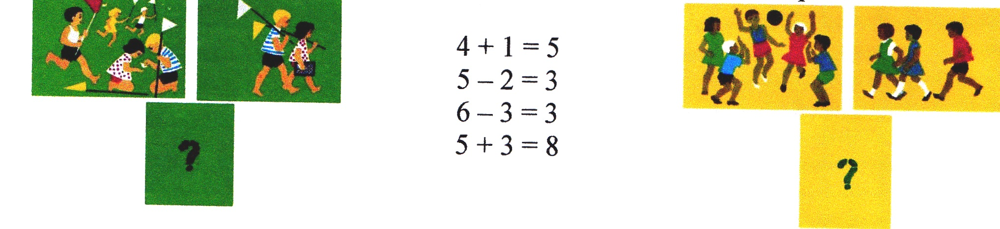 4 + 1 = 5
5 – 2 = 3
6 – 3 = 3
5 + 3 = 8
?
?